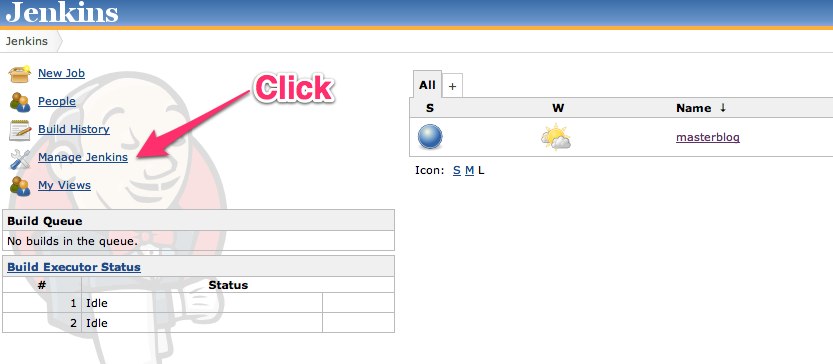 Jenkins
Jenkins
New Job
People
Build History
Manage Jenkins
My Views
Click
Build Queue
No builds in the queue.
Build Executor Status
# Status
1 Idle
2 Idle
All +
S W Name ↓
masterblog
Icon: S M L